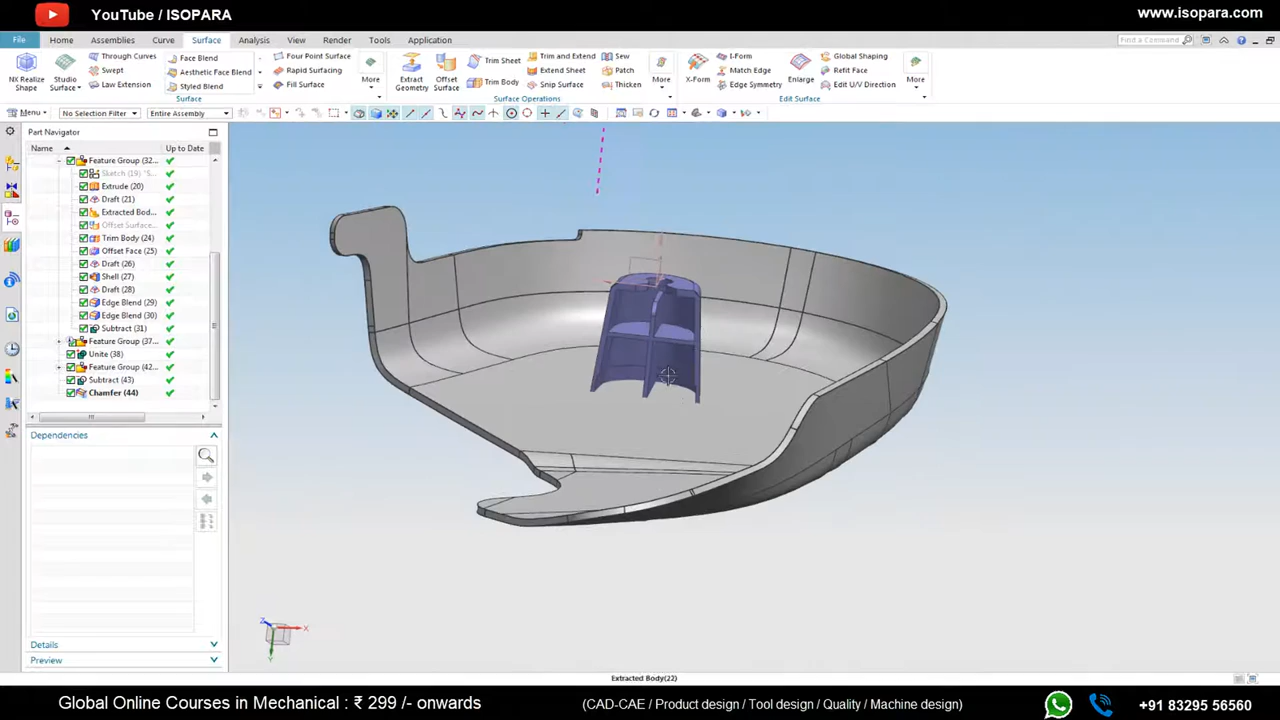 YouTube / ISOPARA
www.isopara.com
File Home Assemblies Curve Surface Analysis View Render Tools Application
Find a Command
NX Realize Shape
Studio Surface
Through Curves
Swept
Law Extension
Face Blend
Aesthetic Face Blend
Styled Blend
Four Point Surface
Rapid Surfacing
Fill Surface
More
Surface
Extract Geometry
Offset Surface
Trim Sheet
Trim Body
Trim and Extend
Extend Sheet
Snip Surface
Sew
Patch
Thicken
More
Surface Operations
X-Form
I-Form
Match Edge
Edge Symmetry
Enlarge
Global Shaping
Refit Face
Edit U/V Direction
More
Edit Surface
Menu
No Selection Filter
Entire Assembly
Part Navigator
Name
Up to Date
Feature Group (32...
Sketch (19) "S...
Extrude (20)
Draft (21)
Extracted Bod...
Offset Surface...
Trim Body (24)
Offset Face (25)
Draft (26)
Shell (27)
Draft (28)
Edge Blend (29)
Edge Blend (30)
Subtract (31)
Feature Group (37...
Unite (38)
Feature Group (42...
Subtract (43)
Chamfer (44)
Dependencies
Details
Preview
Z
X
Y
Extracted Body(22)
Global Online Courses in Mechanical : ₹ 299 /- onwards
(CAD-CAE / Product design / Tool design / Quality / Machine design)
+91 83295 56560